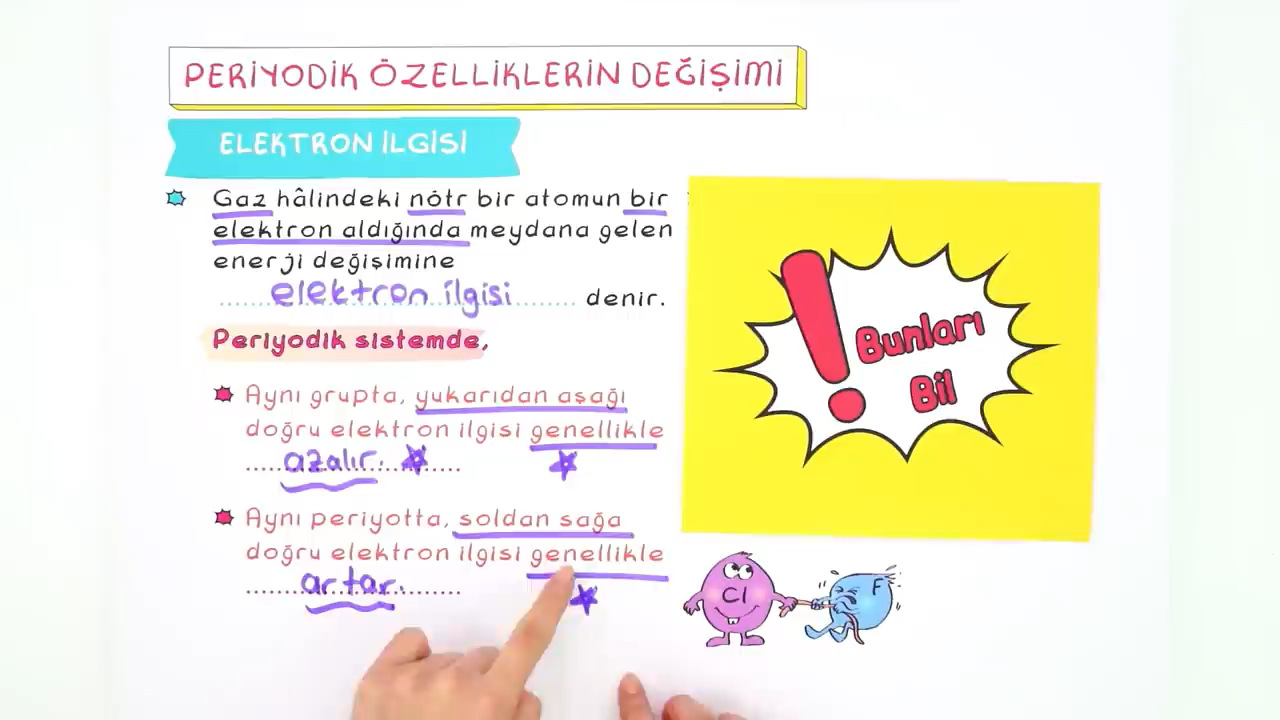 PERİYODİK ÖZELLİKLERİN DEĞİŞİMİ
ELEKTRON İLGİSİ
Gaz hâlindeki nötr bir atomun bir
elektron aldığında meydana gelen
enerji değişimine
elektron ilgisi denir.
Periyodik sistemde,
Aynı grupta, yukarıdan aşağı
doğru elektron ilgisi genellikle
azalır.
Aynı periyotta, soldan sağa
doğru elektron ilgisi genellikle
artar.
Bunları
Bil
Cl
F